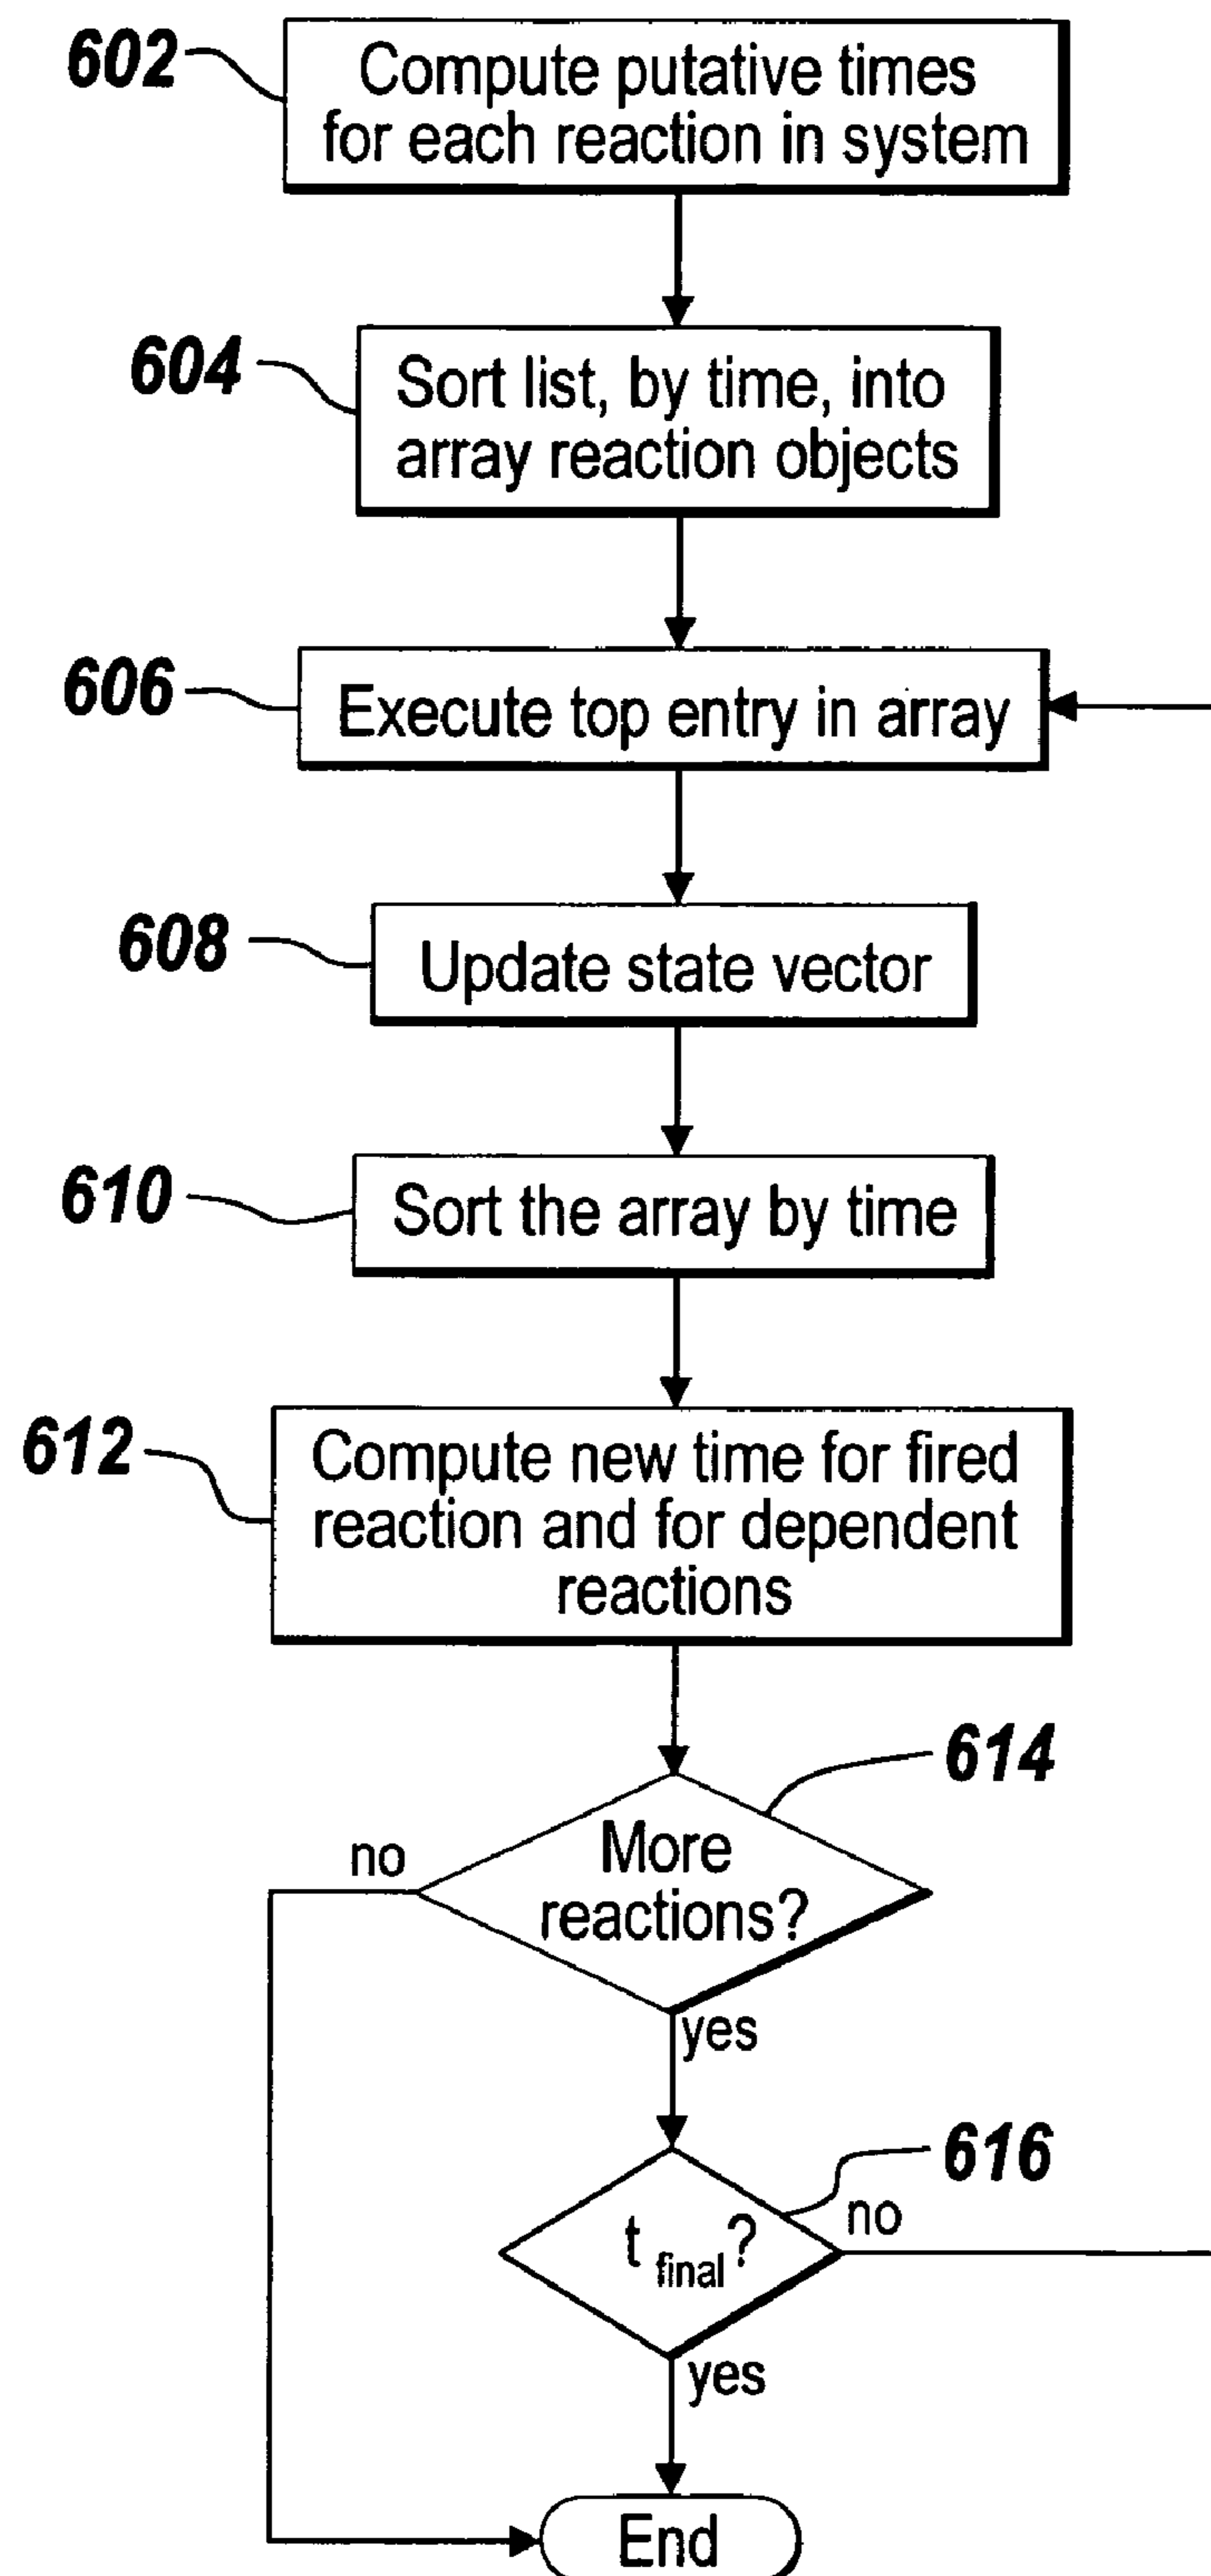 602
Compute putative times
for each reaction in system
604
Sort list, by time, into
array reaction objects
606
Execute top entry in array
608
Update state vector
610
Sort the array by time
612
Compute new time for fired
reaction and for dependent
reactions
614
no
More
reactions?
yes
616
no
t final?
yes
End